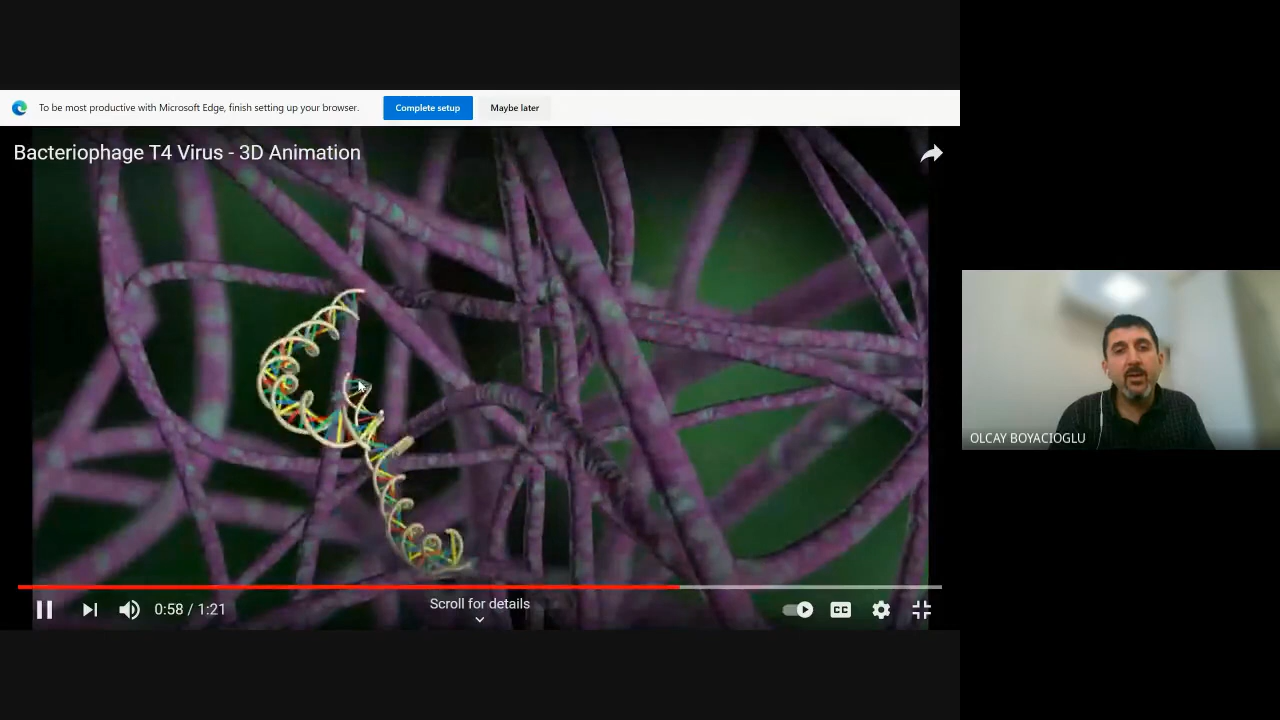 To be most productive with Microsoft Edge, finish setting up your browser.
Complete setup
Maybe later
Bacteriophage T4 Virus - 3D Animation
OLCAY BOYACIOGLU
0:58 / 1:21
Scroll for details
CC